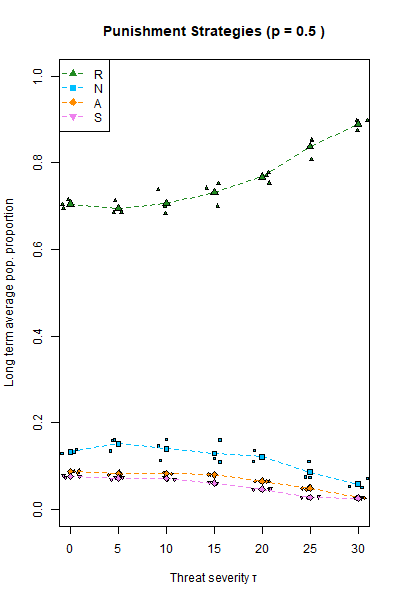 Punishment Strategies (p = 0.5 )
R
N
A
S
1.0
0.8
0.6
0.4
0.2
0.0
Long term average pop. proportion
0 5 10 15 20 25 30
Threat severity τ